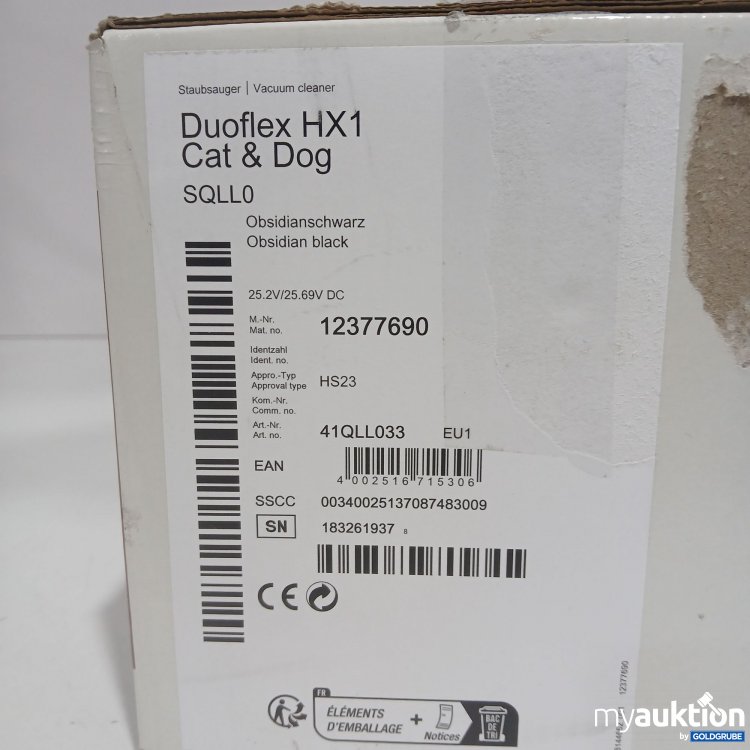 Staubsauger | Vacuum cleaner
Duoflex HX1
Cat & Dog
SQLL0
Obsidianschwarz
Obsidian black
25.2V/25.69V DC
M.-Nr.
Mat. no.
12377690
Identzahl
Ident. no.
Appro.-Typ
Approval type
HS23
Kom.-Nr.
Comm. no.
Art.-Nr.
Art. no.
41QLL033 EU1
EAN
4 002516 715306
SSCC 00340025137087483009
SN 183261937 8
CE
FR
ÉLÉMENTS
D'EMBALLAGE
+
Notices
BAC
DE
TRI
12377690
myauktion
by GOLDGRUBE